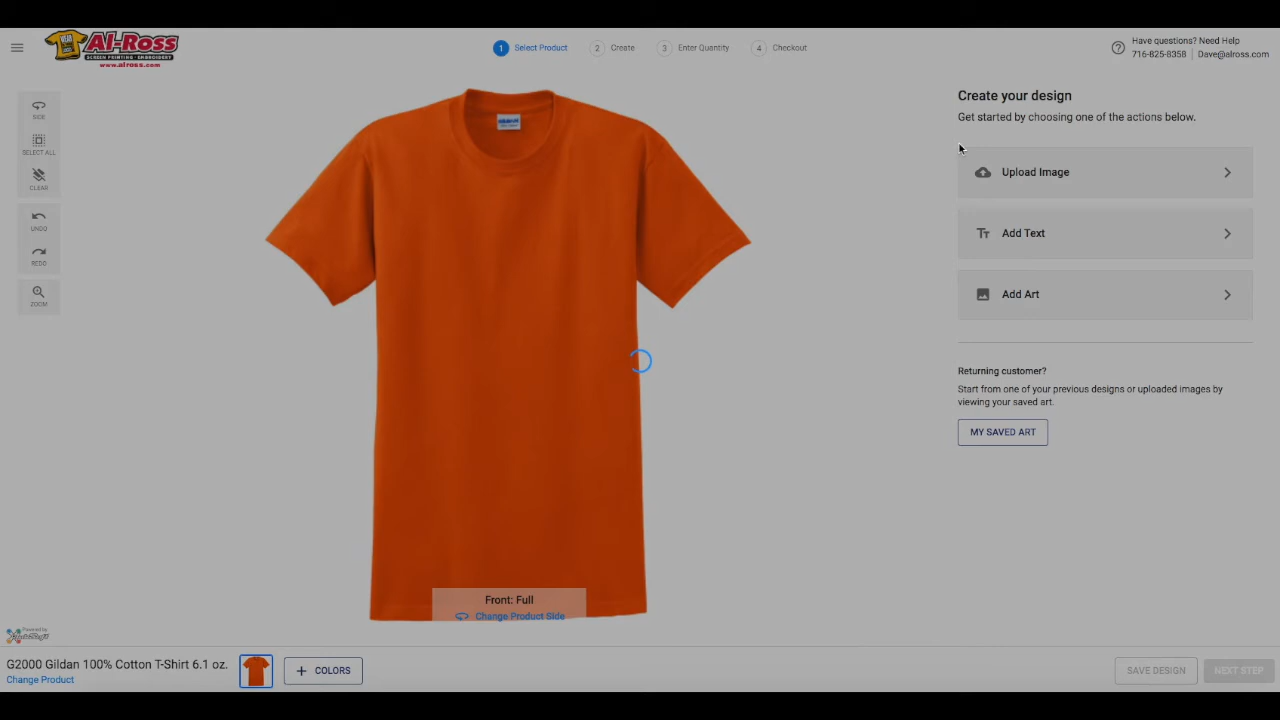 Al-Ross
SCREEN PRINTING • EMBROIDERY
www.alross.com
1 Select Product
2 Create
3 Enter Quantity
4 Checkout
Have questions? Need Help
716-825-8358 | Dave@alross.com
SIDE
SELECT ALL
CLEAR
UNDO
REDO
ZOOM
Create your design
Get started by choosing one of the actions below.
Upload Image
Add Text
Add Art
Returning customer?
Start from one of your previous designs or uploaded images by
viewing your saved art.
MY SAVED ART
Front: Full
Change Product Side
Powered by
G2000 Gildan 100% Cotton T-Shirt 6.1 oz.
Change Product
+ COLORS
SAVE DESIGN
NEXT STEP